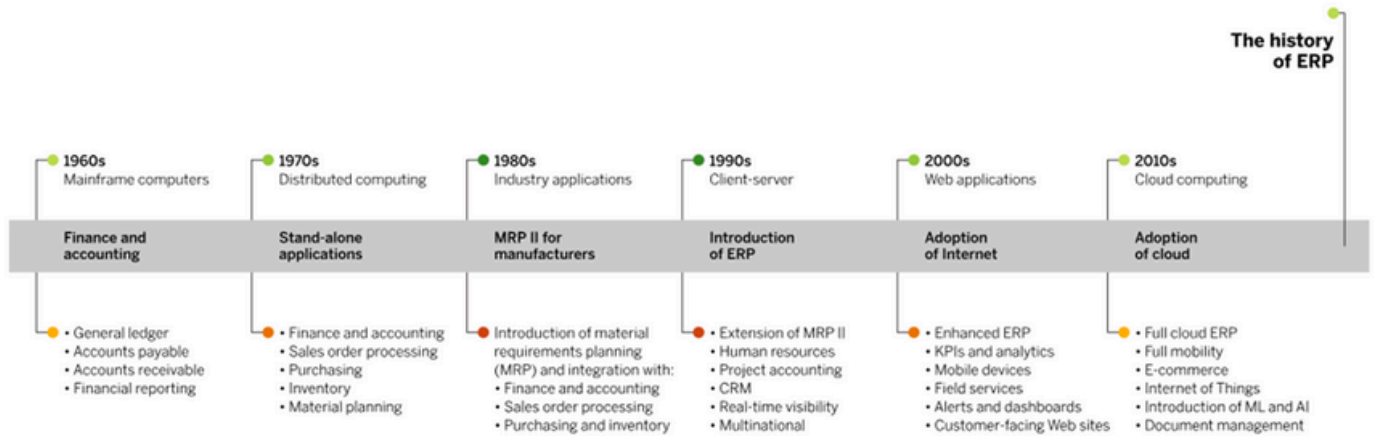 The history
of ERP
1960s
Mainframe computers
Finance and
accounting
• General ledger
• Accounts payable
• Accounts receivable
• Financial reporting
1970s
Distributed computing
Stand-alone
applications
• Finance and accounting
• Sales order processing
• Purchasing
• Inventory
• Material planning
1980s
Industry applications
MRP II for
manufacturers
Introduction of material
requirements planning
(MRP) and integration with:
• Finance and accounting
• Sales order processing
• Purchasing and inventory
1990s
Client-server
Introduction
of ERP
• Extension of MRP II
• Human resources
• Project accounting
• CRM
• Real-time visibility
• Multinational
2000s
Web applications
Adoption
of Internet
• Enhanced ERP
• KPIs and analytics
• Mobile devices
• Field services
• Alerts and dashboards
• Customer-facing Web sites
2010s
Cloud computing
Adoption
of cloud
• Full cloud ERP
• Full mobility
• E-commerce
• Internet of Things
• Introduction of ML and AI
• Document management